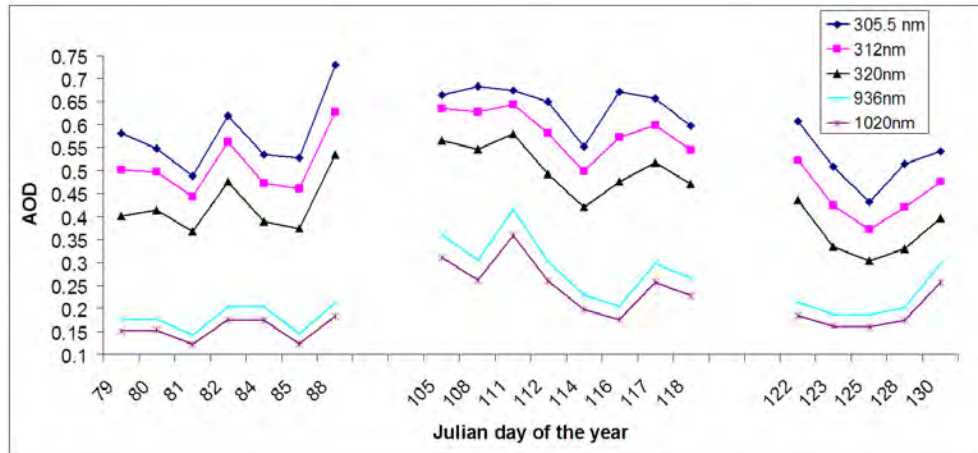 305.5 nm
312nm
320nm
936nm
1020nm
AOD
0.75
0.7
0.65
0.6
0.55
0.5
0.45
0.4
0.35
0.3
0.25
0.2
0.15
0.1
79 80 81 82 84 85 88 105 108 111 112 114 116 117 118 122 123 125 128 130
Julian day of the year